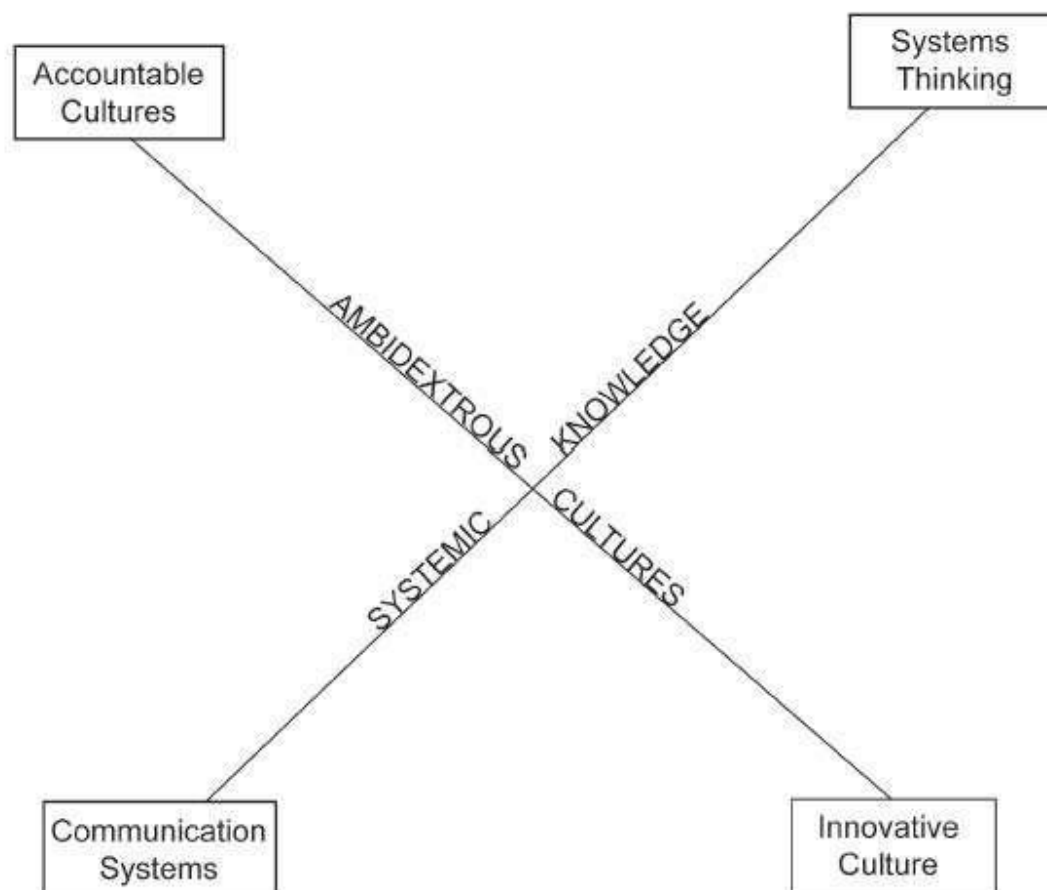 Accountable
Cultures
Systems
Thinking
AMBIDEXTROUS
KNOWLEDGE
SYSTEMIC
CULTURES
Communication
Systems
Innovative
Culture